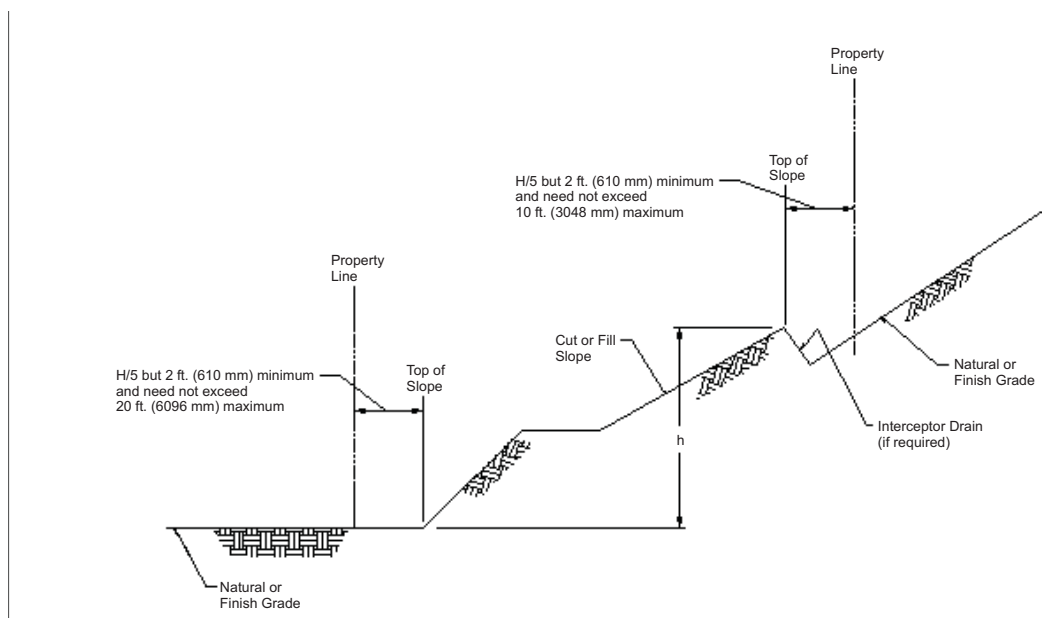 Property
Line
Top of
Slope
H/5 but 2 ft. (610 mm) minimum
and need not exceed
10 ft. (3048 mm) maximum
Property
Line
Cut or Fill
Slope
Natural or
Finish Grade
H/5 but 2 ft. (610 mm) minimum
and need not exceed
20 ft. (6096 mm) maximum
Top of
Slope
Interceptor Drain
(if required)
h
Natural or
Finish Grade